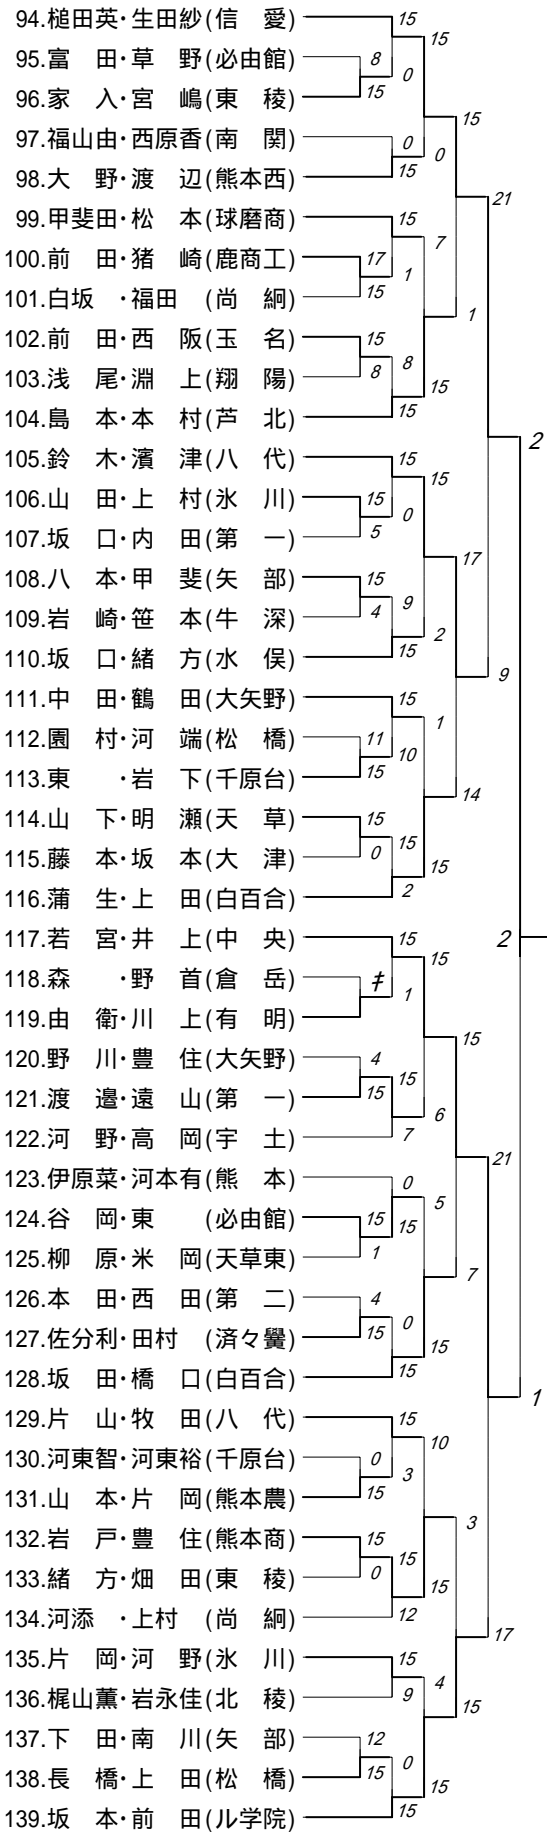 94.槌田英・生田紗(信　愛)
15
15
95.富　田・草　野(必由館)
8
0
96.家　入・宮　嶋(東　稜)
15
15
97.福山由・西原香(南　関)
0
0
98.大　野・渡　辺(熊本西)
15
21
99.甲斐田・松　本(球磨商)
15
7
100.前　田・猪　崎(鹿商工)
17
1
101.白坂　・福田　(尚　絅)
15
1
102.前　田・西　阪(玉　名)
15
8
103.浅　尾・淵　上(翔　陽)
8
15
104.島　本・本　村(芦　北)
15
2
105.鈴　木・濱　津(八　代)
15
15
106.山　田・上　村(氷　川)
15
0
107.坂　口・内　田(第　一)
5
17
108.八　本・甲　斐(矢　部)
15
9
109.岩　崎・笹　本(牛　深)
4
2
110.坂　口・緒　方(水　俣)
15
9
111.中　田・鶴　田(大矢野)
15
1
112.園　村・河　端(松　橋)
11
10
113.東　　・岩　下(千原台)
15
14
114.山　下・明　瀬(天　草)
15
15
115.藤　本・坂　本(大　津)
0
15
116.蒲　生・上　田(白百合)
2
117.若　宮・井　上(中　央)
15
15
2
118.森　　・野　首(倉　岳)
キ
1
119.由　衛・川　上(有　明)
15
120.野　川・豊　住(大矢野)
4
15
121.渡　邉・遠　山(第　一)
15
6
122.河　野・高　岡(宇　土)
7
21
123.伊原菜・河本有(熊　本)
0
5
124.谷　岡・東　　(必由館)
15
15
125.柳　原・米　岡(天草東)
1
7
126.本　田・西　田(第　二)
4
0
127.佐分利・田村　(済々黌)
15
15
128.坂　田・橋　口(白百合)
15
1
129.片　山・牧　田(八　代)
15
10
130.河東智・河東裕(千原台)
0
3
131.山　本・片　岡(熊本農)
15
3
132.岩　戸・豊　住(熊本商)
15
15
133.緒　方・畑　田(東　稜)
0
15
134.河添　・上村　(尚　絅)
12
17
135.片　岡・河　野(氷　川)
15
4
136.梶山薫・岩永佳(北　稜)
9
15
137.下　田・南　川(矢　部)
12
0
138.長　橋・上　田(松　橋)
15
15
139.坂　本・前　田(ル学院)
15